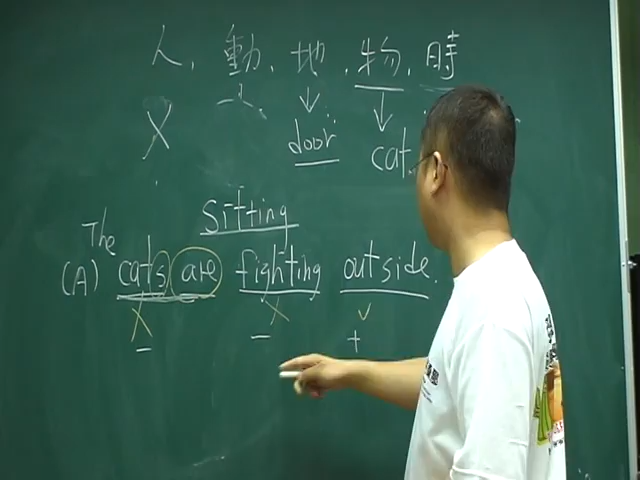 人, 動, 地, 物, 時
X door cat
sitting
The
(A) cats are fighting outside.
X X ✓
− − +